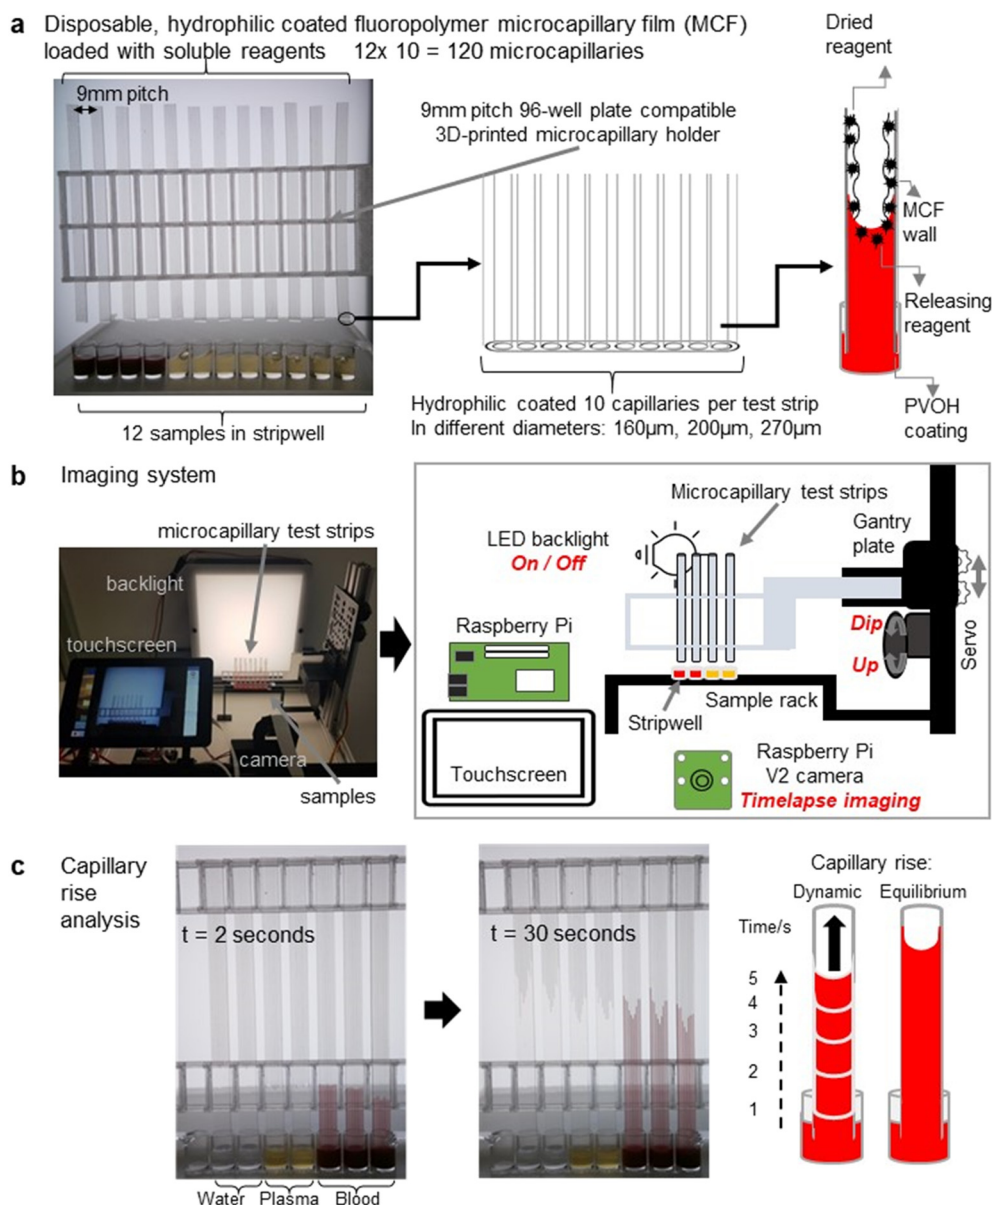 a Disposable, hydrophilic coated fluoropolymer microcapillary film (MCF)
loaded with soluble reagents 12x 10 = 120 microcapillaries
9mm pitch
9mm pitch 96-well plate compatible
3D-printed microcapillary holder
12 samples in stripwell
Hydrophilic coated 10 capillaries per test strip
In different diameters: 160µm, 200µm, 270µm
Dried
reagent
MCF
wall
Releasing
reagent
PVOH
coating
b Imaging system
microcapillary test strips
backlight
touchscreen
camera
samples
Microcapillary test strips
LED backlight
On / Off
Gantry
plate
Raspberry Pi
Dip
Up
Servo
Stripwell
Sample rack
Touchscreen
Raspberry Pi
V2 camera
Timelapse imaging
c Capillary
rise
analysis
t = 2 seconds
t = 30 seconds
Water Plasma Blood
Capillary rise:
Dynamic Equilibrium
Time/s
5
4
3
2
1